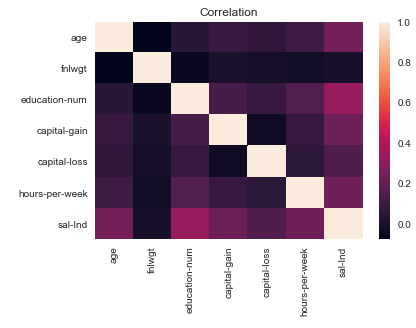 Correlation
age
fnlwgt
education-num
capital-gain
capital-loss
hours-per-week
sal-Ind
1.0
0.8
0.6
0.4
0.2
0.0
age
fnlwgt
education-num
capital-gain
capital-loss
hours-per-week
sal-Ind